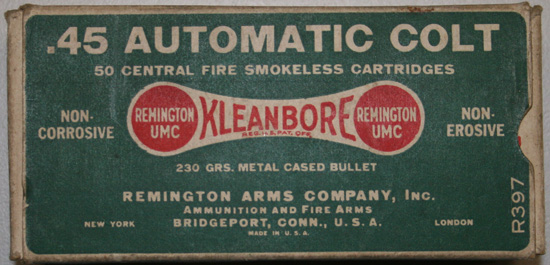 .45 AUTOMATIC COLT
50 CENTRAL FIRE SMOKELESS CARTRIDGES
NON-
CORROSIVE
REMINGTON
UMC
KLEANBORE
REG. U.S. PAT. OFF.
REMINGTON
UMC
NON-
EROSIVE
230 GRS. METAL CASED BULLET
REMINGTON ARMS COMPANY, INC.
AMMUNITION AND FIRE ARMS
NEW YORK
BRIDGEPORT, CONN., U. S. A.
LONDON
MADE IN U. S. A.
R397